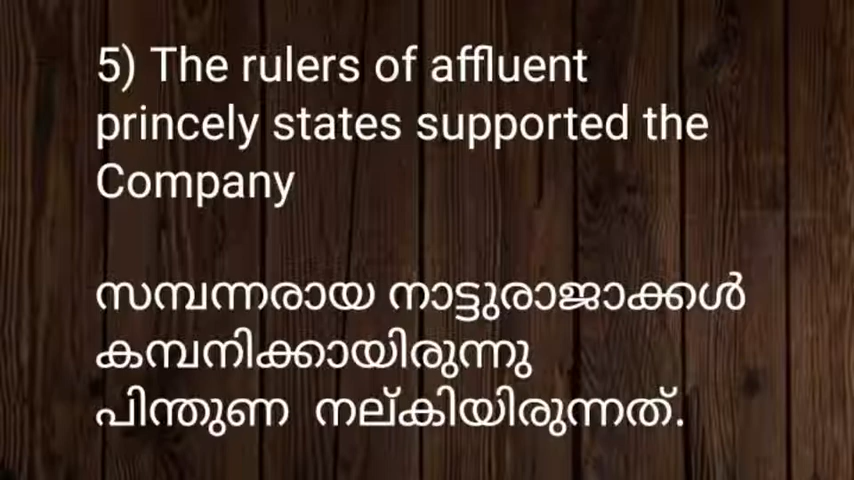 5) The rulers of affluent
princely states supported the
Company
സമ്പന്നരായ നാട്ടുരാജാക്കൾ
കമ്പനിക്കായിരുന്നു
പിന്തുണ നല്കിയിരുന്നത്.